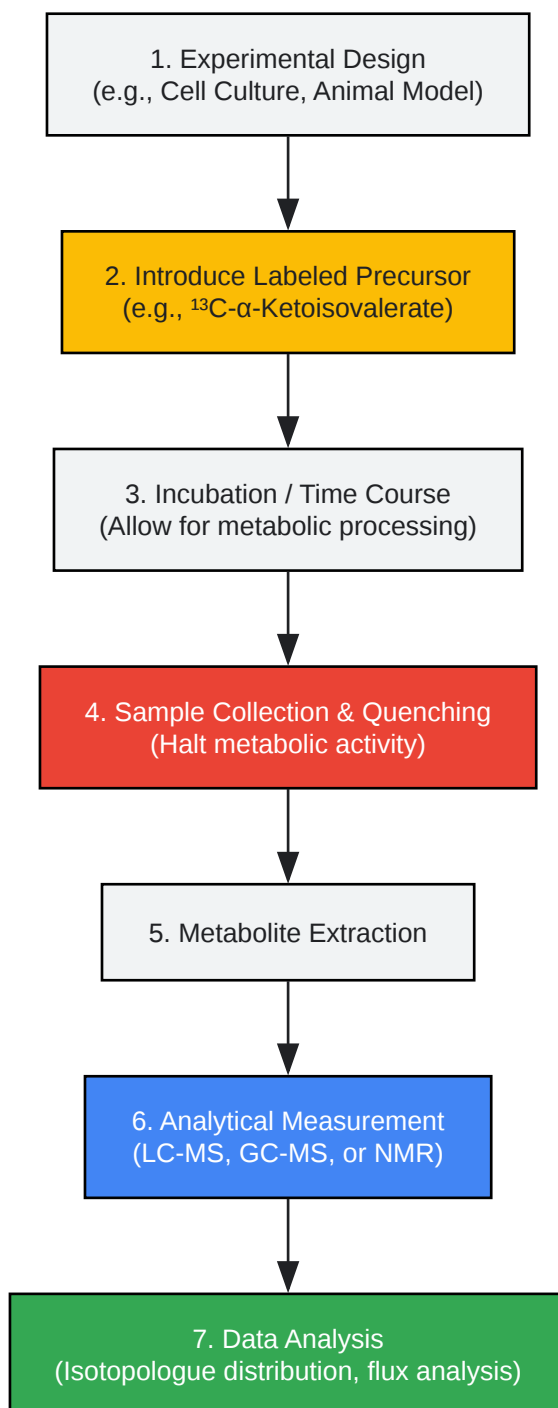 1. Experimental Design
(e.g., Cell Culture, Animal Model)
2. Introduce Labeled Precursor
(e.g., ¹³C-α-Ketoisovalerate)
3. Incubation / Time Course
(Allow for metabolic processing)
4. Sample Collection & Quenching
(Halt metabolic activity)
5. Metabolite Extraction
6. Analytical Measurement
(LC-MS, GC-MS, or NMR)
7. Data Analysis
(Isotopologue distribution, flux analysis)